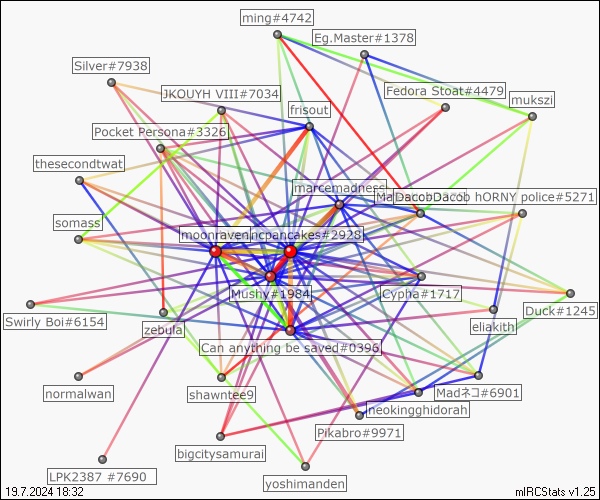 ming#4742
Eg.Master#1378
Silver#7938
Fedora Stoat#4479
JKOUYH VIII#7034
mukszi
frisout
Pocket Persona#3326
thesecondtwat
marcemadness
DacobDacob hORNY police#5271
somass
moonraven
pancakes#2928
Mushy#1984
Cypha#1717
Duck#1245
Swirly Boi#6154
zebula
eliakith
Can anything be saved#0396
normalwan
shawntee9
Madネコ#6901
neokingghidorah
Pikabro#9971
bigcitysamurai
LPK2387 #7690
yoshimanden
19.7.2024 18:32
mIRCStats v1.25